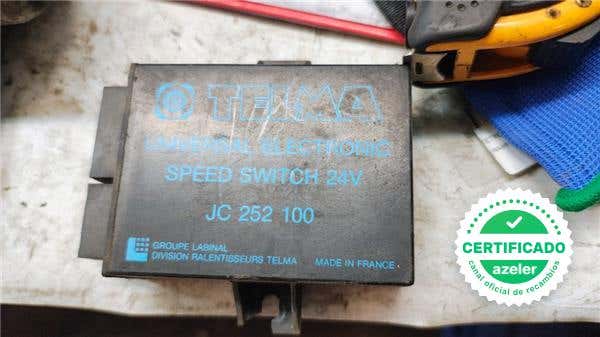 TELMA
UNIVERSAL ELECTRONIC
SPEED SWITCH 24V
JC 252 100
GROUPE LABINAL
DIVISION RALENTISSEURS TELMA MADE IN FRANCE
CERTIFICADO
azeler
canal oficial de recambios